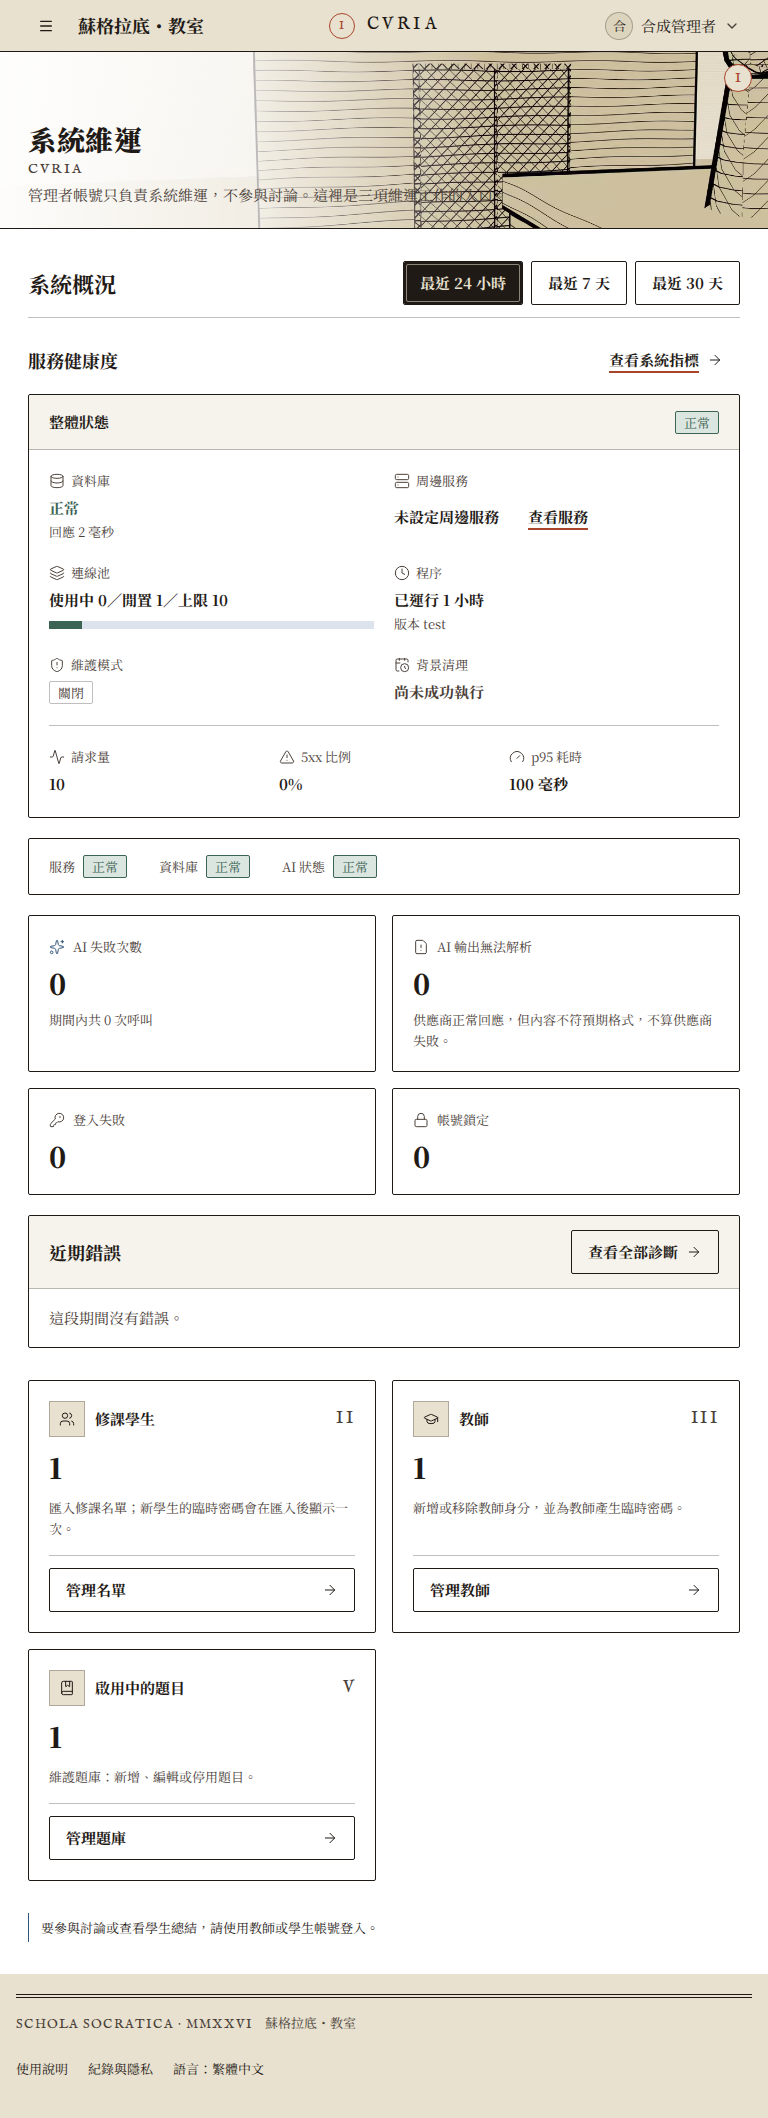 蘇格拉底・教室
I CVRIA
合 合成管理者
I
系統維運
CVRIA
管理者帳號只負責系統維運，不參與討論。這裡是三項維運工作的入口
系統概況
最近 24 小時
最近 7 天
最近 30 天
服務健康度
查看系統指標
整體狀態
正常
資料庫
正常
回應 2 毫秒
周邊服務
未設定周邊服務 查看服務
連線池
使用中 0／閒置 1／上限 10
程序
已運行 1 小時
版本 test
維護模式
關閉
背景清理
尚未成功執行
請求量
10
5xx 比例
0%
p95 耗時
100 毫秒
服務 正常 資料庫 正常 AI 狀態 正常
AI 失敗次數
0
期間內共 0 次呼叫
AI 輸出無法解析
0
供應商正常回應，但內容不符預期格式，不算供應商
失敗。
登入失敗
0
帳號鎖定
0
近期錯誤
查看全部診斷
這段期間沒有錯誤。
修課學生
II
1
匯入修課名單；新學生的臨時密碼會在匯入後顯示一
次。
管理名單
教師
III
1
新增或移除教師身分，並為教師產生臨時密碼。
管理教師
啟用中的題目
V
1
維護題庫：新增、編輯或停用題目。
管理題庫
要參與討論或查看學生總結，請使用教師或學生帳號登入。
SCHOLA SOCRATICA · MMXXVI 蘇格拉底・教室
使用說明 紀錄與隱私 語言：繁體中文